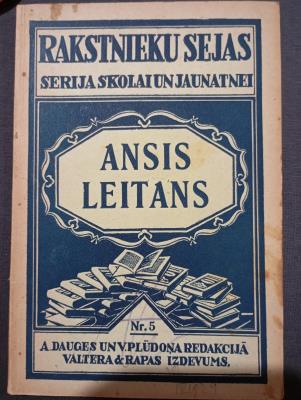 RAKSTNIEKU SEJAS
SERIJA SKOLAI UN JAUNATNEI
ANSIS
LEITANS
Nr. 5
A. DAUGES UN V. PLŪDOŅA REDAKCIJĀ
VALTERA & RAPAS IZDEVUMS.